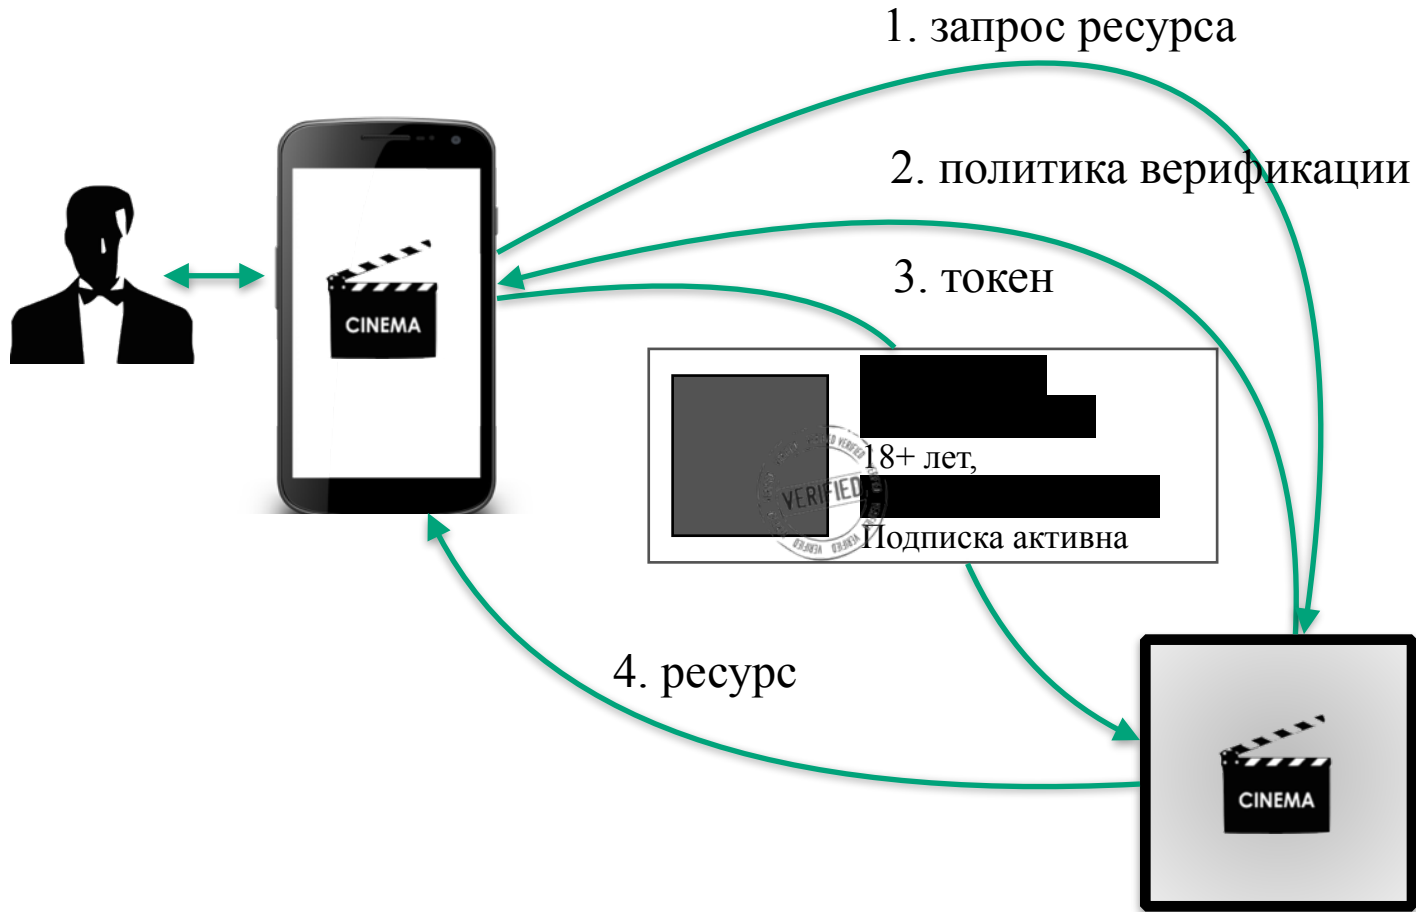 1. запрос ресурса
2. политика верификации
3. токен
CINEMA
18+ лет,
VERIFIED
Подписка активна
4. ресурс
CINEMA